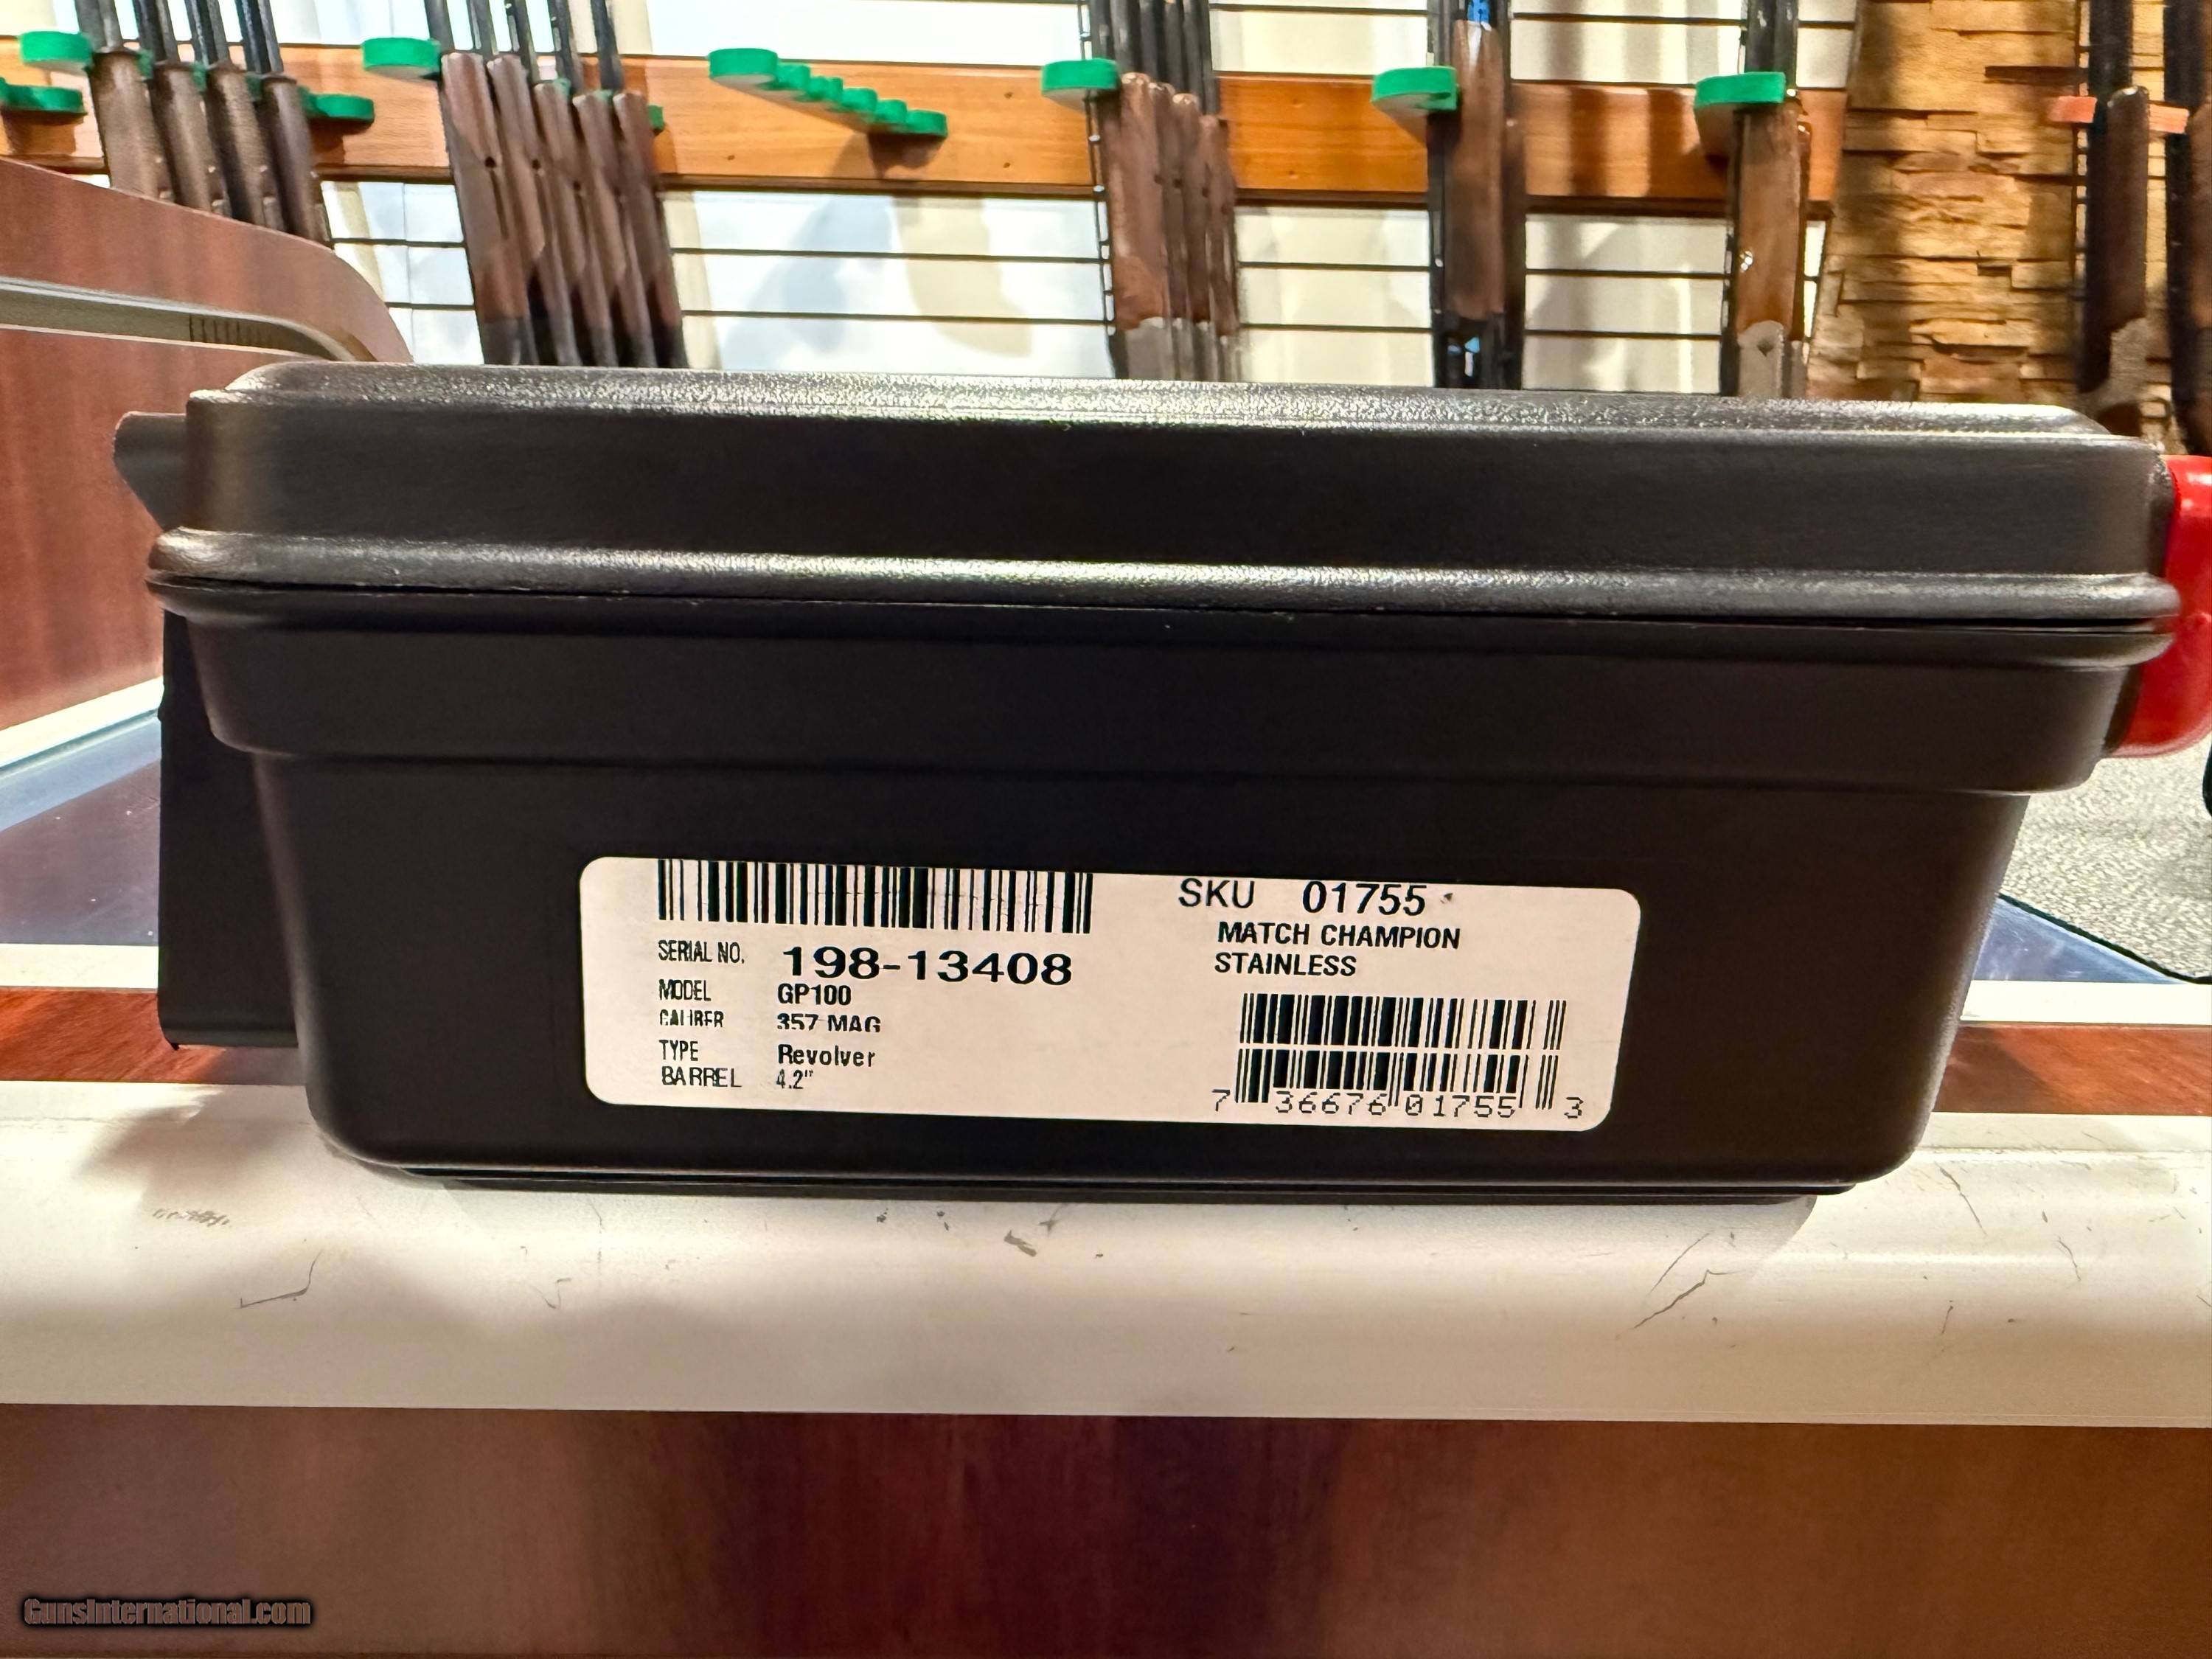 SERIAL NO. 198-13408
MODEL GP100
CALIBER 357 MAG
TYPE Revolver
BARREL 4.2"
SKU 01755
MATCH CHAMPION
STAINLESS
7 36676 01755 3
GunsInternational.com